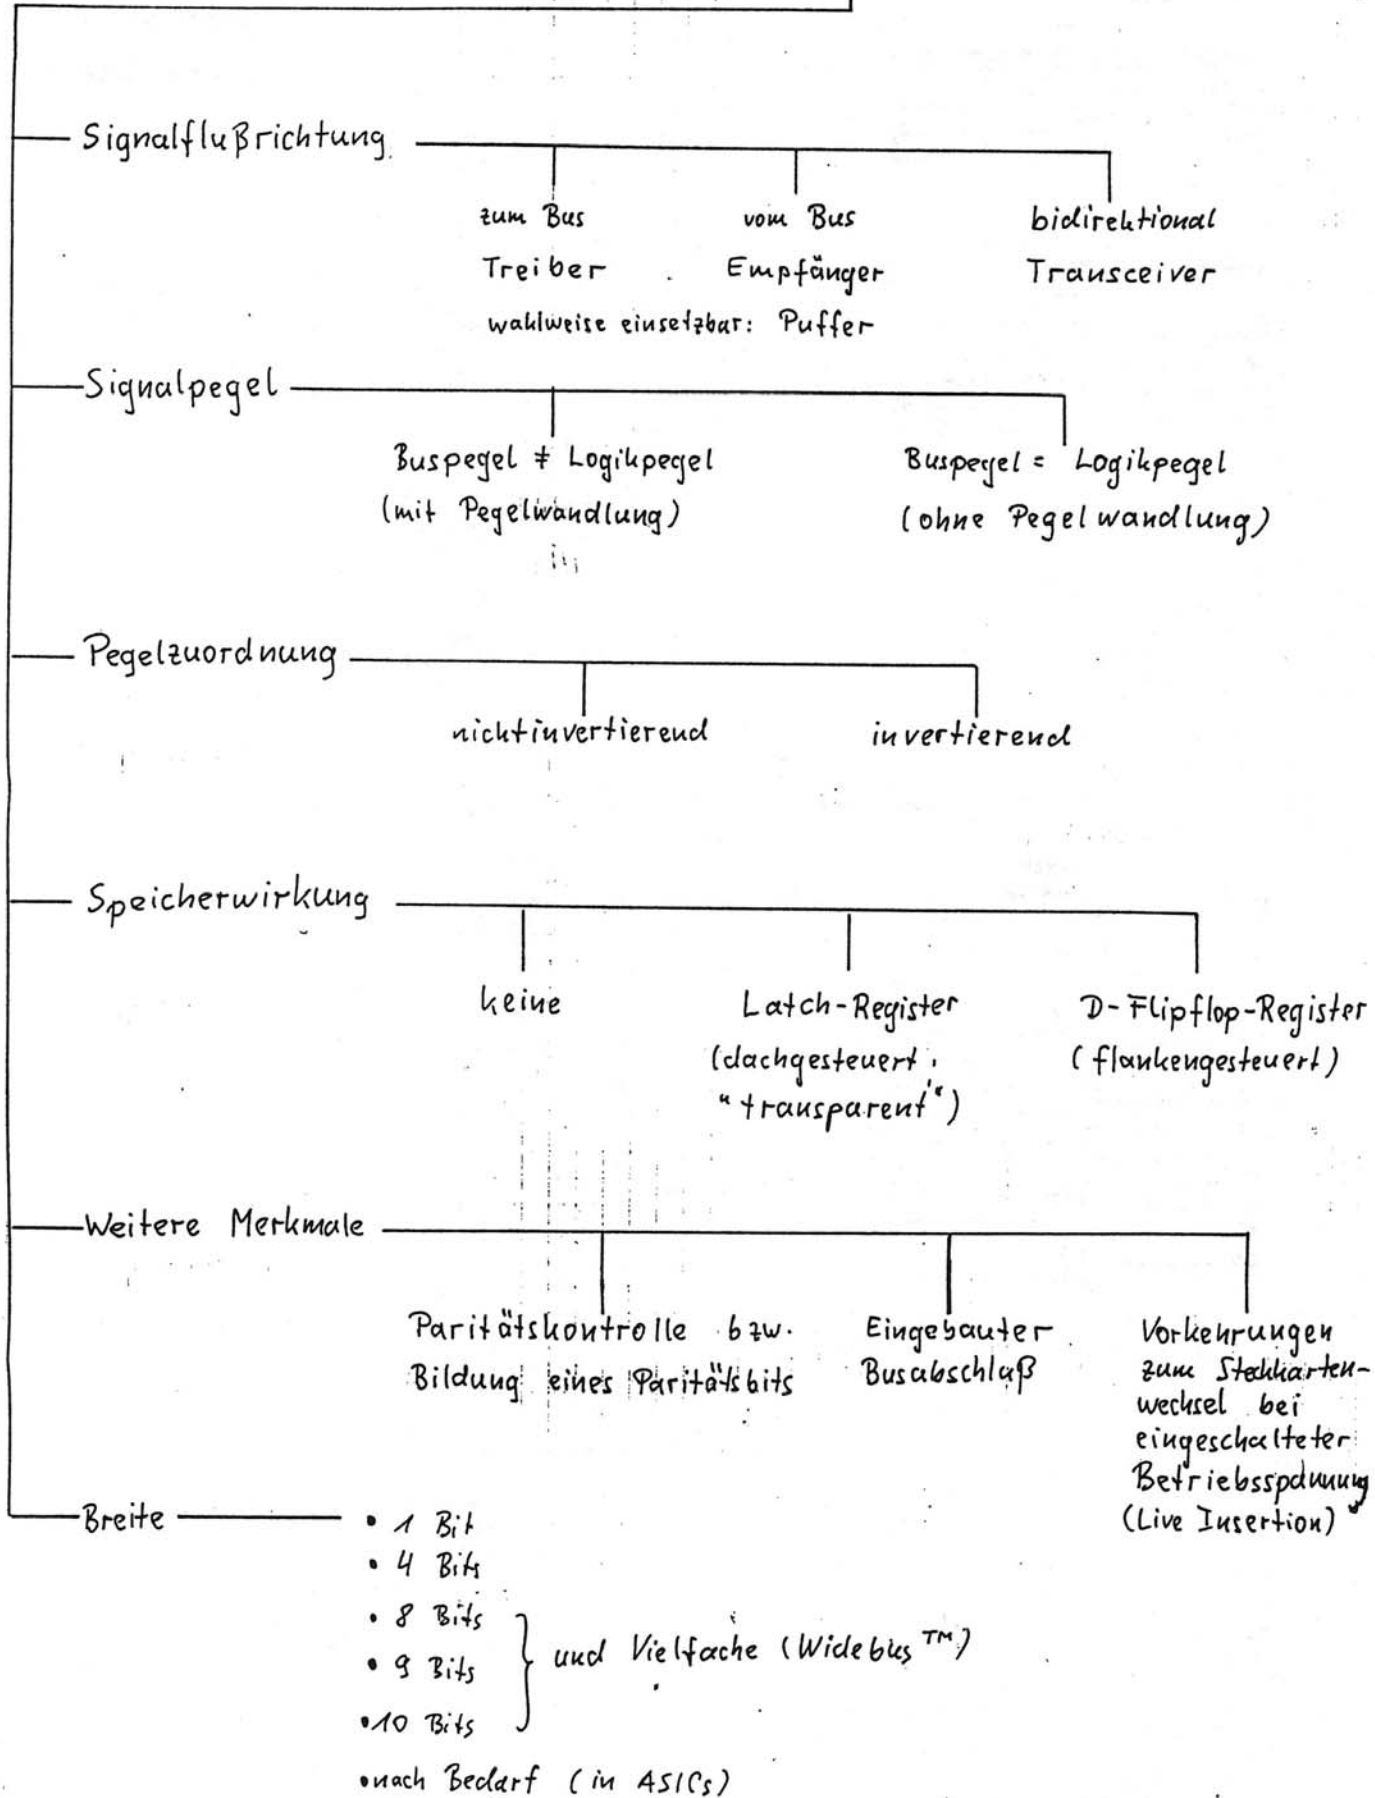 Signalflußrichtung
zum Bus
Treiber
vom Bus
Empfänger
bidirektional
Transceiver
wahlweise einsetzbar: Puffer
Signalpegel
Buspegel ≠ Logikpegel
(mit Pegelwandlung)
Buspegel = Logikpegel
(ohne Pegelwandlung)
Pegelzuordnung
nichtinvertierend
invertierend
Speicherwirkung
keine
Latch-Register
(dachgesteuert,
"transparent")
D-Flipflop-Register
(flankengesteuert)
Weitere Merkmale
Paritätskontrolle bzw.
Bildung eines Paritätsbits
Eingebauter
Busabschluß
Vorkehrungen
zum Steckkarten-
wechsel bei
eingeschalteter
Betriebsspannung
(Live Insertion)
Breite
• 1 Bit
• 4 Bits
• 8 Bits
• 9 Bits
• 10 Bits
und Vielfache (Widebus™)
• nach Bedarf (in ASICs)